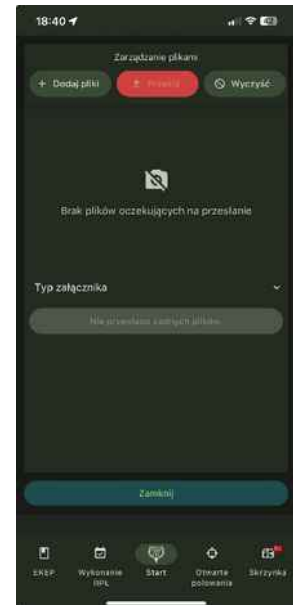 18:40
Zarządzanie plikami
+ Dodaj pliki
Prześlij
Wyczyść
Brak plików oczekujących na przesłanie
Typ załącznika
Nie przesłano żadnych plików
Zamknij
EKEP
Wykonanie RPŁ
Start
Otwarte polowania
Skrzynka